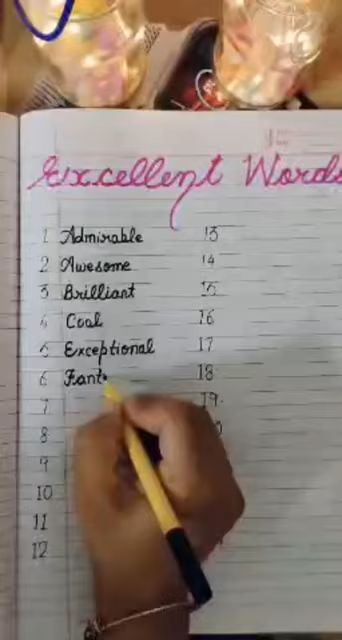 Excellent Words
1 Admirable 13
2 Awesome 14
3 Brilliant 15
4 Cool 16
5 Exceptional 17
6 Fant 18
7 19
8
9
10
11
12